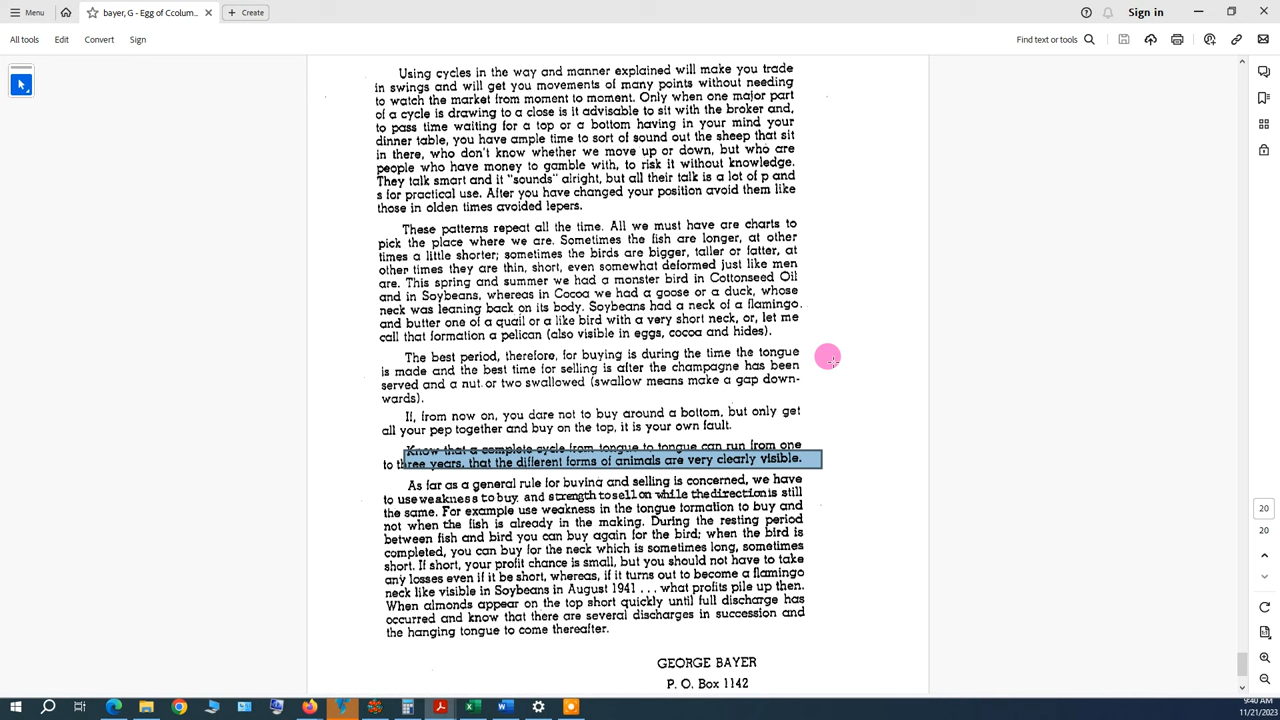 Menu
bayer, G - Egg of Ccolum...
Create
Sign in
All tools
Edit
Convert
Sign
Find text or tools
Using cycles in the way and manner explained will make you trade
in swings and will get you movements of many points without needing
to watch the market from moment to moment. Only when one major part
of a cycle is drawing to a close is it advisable to sit with the broker and,
to pass time waiting for a top or a bottom having in your mind your
dinner table, you have ample time to sort of sound out the sheep that sit
in there, who don't know whether we move up or down, but who are
people who have money to gamble with, to risk it without knowledge.
They talk smart and it "sounds" alright, but all their talk is a lot of p and
s for practical use. After you have changed your position avoid them like
those in olden times avoided lepers.
These patterns repeat all the time. All we must have are charts to
pick the place where we are. Sometimes the fish are longer, at other
times a little shorter; sometimes the birds are bigger, taller or fatter, at
other times they are thin, short, even somewhat deformed just like men
are. This spring and summer we had a monster bird in Cottonseed Oil
and in Soybeans, whereas in Cocoa we had a goose or a duck, whose
neck was leaning back on its body. Soybeans had a neck of a flamingo
and butter one of a quail or a like bird with a very short neck, or, let me
call that formation a pelican (also visible in eggs, cocoa and hides).
The best period, therefore, for buying is during the time the tongue
is made and the best time for selling is after the champagne has been
served and a nut or two swallowed (swallow means make a gap down-
wards).
If, from now on, you dare not to buy around a bottom, but only get
all your pep together and buy on the top, it is your own fault.
Know that a complete cycle from tongue to tongue can run from one
to three years, that the different forms of animals are very clearly visible.
As far as a general rule for buying and selling is concerned, we have
to use weakness to buy and strength to sell on while the direction is still
the same. For example use weakness in the tongue formation to buy and
not when the fish is already in the making. During the resting period
between fish and bird you can buy again for the bird; when the bird is
completed, you can buy for the neck which is sometimes long, sometimes
short. If short, your profit chance is small, but you should not have to take
any losses even if it be short, whereas, if it turns out to become a flamingo
neck like visible in Soybeans in August 1941 . . . what profits pile up then.
When almonds appear on the top short quickly until full discharge has
occurred and know that there are several discharges in succession and
the hanging tongue to come thereafter.
GEORGE BAYER
P. O. Box 1142
20
20
9:40 AM
11/21/2023